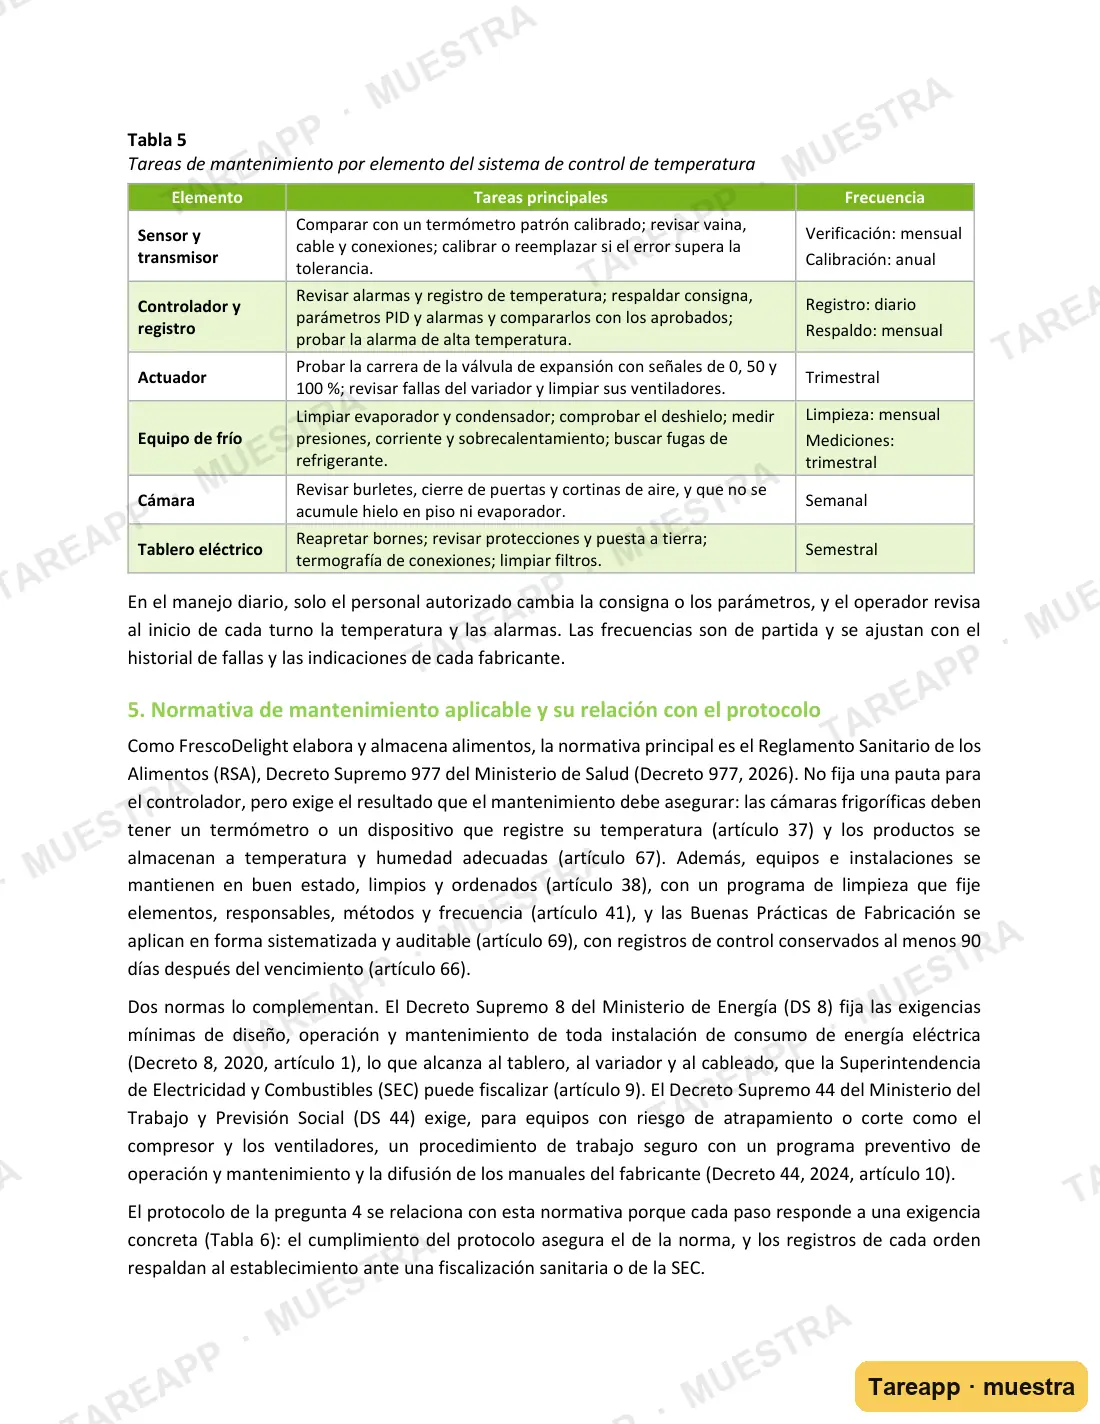 Tabla 5
Tareas de mantenimiento por elemento del sistema de control de temperatura
Elemento Tareas principales Frecuencia
Sensor y transmisor
Comparar con un termómetro patrón calibrado; revisar vaina,
cable y conexiones; calibrar o reemplazar si el error supera la
tolerancia.
Verificación: mensual
Calibración: anual
Controlador y registro
Revisar alarmas y registro de temperatura; respaldar consigna,
parámetros PID y alarmas y compararlos con los aprobados;
probar la alarma de alta temperatura.
Registro: diario
Respaldo: mensual
Actuador
Probar la carrera de la válvula de expansión con señales de 0, 50 y
100 %; revisar fallas del variador y limpiar sus ventiladores.
Trimestral
Equipo de frío
Limpiar evaporador y condensador; comprobar el deshielo; medir
presiones, corriente y sobrecalentamiento; buscar fugas de
refrigerante.
Limpieza: mensual
Mediciones:
trimestral
Cámara
Revisar burletes, cierre de puertas y cortinas de aire, y que no se
acumule hielo en piso ni evaporador.
Semanal
Tablero eléctrico
Reapretar bornes; revisar protecciones y puesta a tierra;
termografía de conexiones; limpiar filtros.
Semestral
En el manejo diario, solo el personal autorizado cambia la consigna o los parámetros, y el operador revisa
al inicio de cada turno la temperatura y las alarmas. Las frecuencias son de partida y se ajustan con el
historial de fallas y las indicaciones de cada fabricante.
5. Normativa de mantenimiento aplicable y su relación con el protocolo
Como FrescoDelight elabora y almacena alimentos, la normativa principal es el Reglamento Sanitario de los
Alimentos (RSA), Decreto Supremo 977 del Ministerio de Salud (Decreto 977, 2026). No fija una pauta para
el controlador, pero exige el resultado que el mantenimiento debe asegurar: las cámaras frigoríficas deben
tener un termómetro o un dispositivo que registre su temperatura (artículo 37) y los productos se
almacenan a temperatura y humedad adecuadas (artículo 67). Además, equipos e instalaciones se
mantienen en buen estado, limpios y ordenados (artículo 38), con un programa de limpieza que fije
elementos, responsables, métodos y frecuencia (artículo 41), y las Buenas Prácticas de Fabricación se
aplican en forma sistematizada y auditable (artículo 69), con registros de control conservados al menos 90
días después del vencimiento (artículo 66).
Dos normas lo complementan. El Decreto Supremo 8 del Ministerio de Energía (DS 8) fija las exigencias
mínimas de diseño, operación y mantenimiento de toda instalación de consumo de energía eléctrica
(Decreto 8, 2020, artículo 1), lo que alcanza al tablero, al variador y al cableado, que la Superintendencia
de Electricidad y Combustibles (SEC) puede fiscalizar (artículo 9). El Decreto Supremo 44 del Ministerio del
Trabajo y Previsión Social (DS 44) exige, para equipos con riesgo de atrapamiento o corte como el
compresor y los ventiladores, un procedimiento de trabajo seguro con un programa preventivo de
operación y mantenimiento y la difusión de los manuales del fabricante (Decreto 44, 2024, artículo 10).
El protocolo de la pregunta 4 se relaciona con esta normativa porque cada paso responde a una exigencia
concreta (Tabla 6): el cumplimiento del protocolo asegura el de la norma, y los registros de cada orden
respaldan al establecimiento ante una fiscalización sanitaria o de la SEC.
TAREAPP · MUESTRA
Tareapp · muestra